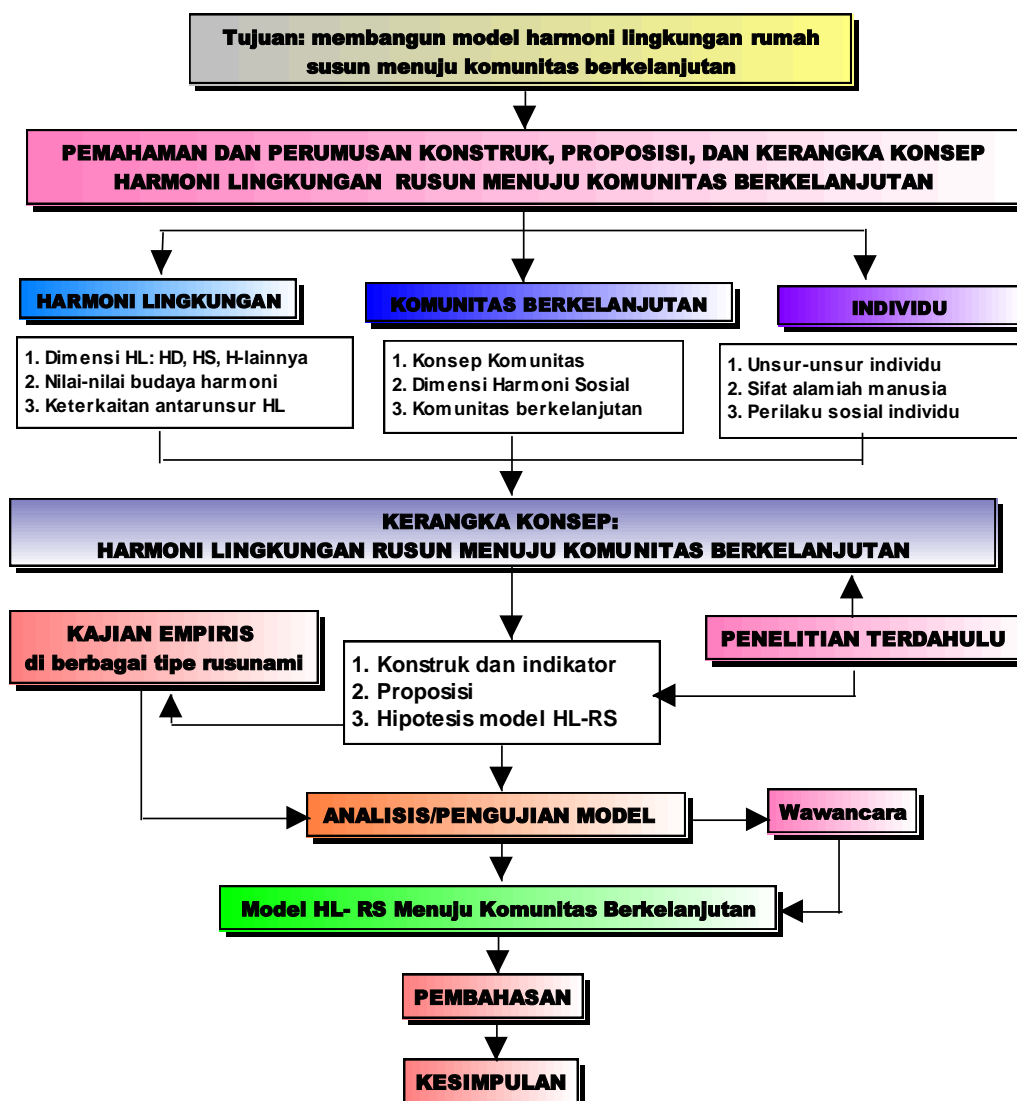 Tujuan: membangun model harmoni lingkungan rumah
susun menuju komunitas berkelanjutan
PEMAHAMAN DAN PERUMUSAN KONSTRUK, PROPOSISI, DAN KERANGKA KONSEP
HARMONI LINGKUNGAN RUSUN MENUJU KOMUNITAS BERKELANJUTAN
HARMONI LINGKUNGAN
1. Dimensi HL: HD, HS, H-lainnya
2. Nilai-nilai budaya harmoni
3. Keterkaitan antarunsur HL
KOMUNITAS BERKELANJUTAN
1. Konsep Komunitas
2. Dimensi Harmoni Sosial
3. Komunitas berkelanjutan
INDIVIDU
1. Unsur-unsur individu
2. Sifat alamiah manusia
3. Perilaku sosial individu
KERANGKA KONSEP:
HARMONI LINGKUNGAN RUSUN MENUJU KOMUNITAS BERKELANJUTAN
KAJIAN EMPIRIS
di berbagai tipe rusunami
1. Konstruk dan indikator
2. Proposisi
3. Hipotesis model HL-RS
PENELITIAN TERDAHULU
ANALISIS/PENGUJIAN MODEL
Wawancara
Model HL- RS Menuju Komunitas Berkelanjutan
PEMBAHASAN
KESIMPULAN